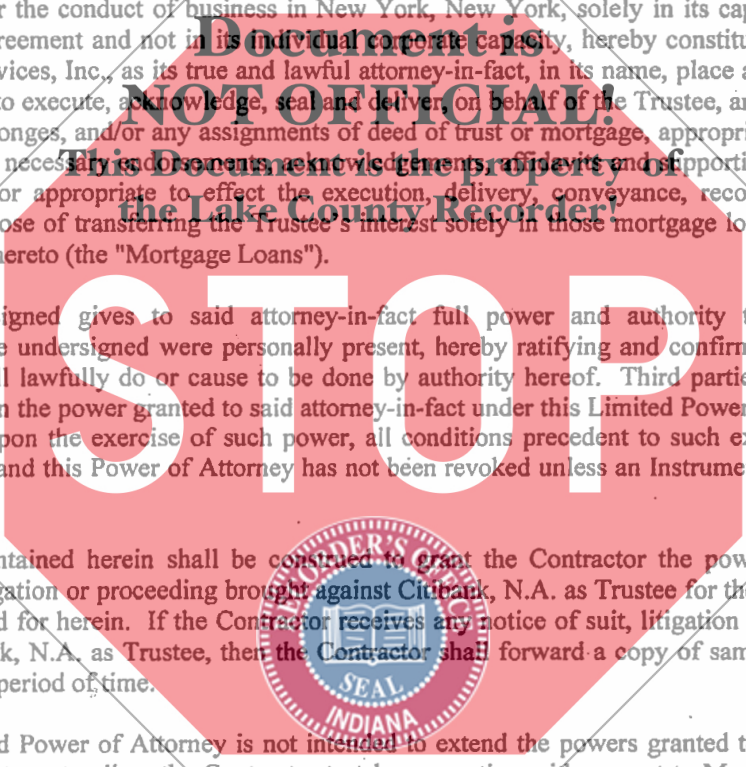 r the conduct of business in New York, New York, solely in its cap
Document is
reement and not in its individual corporate capacity, hereby constitu
vices, Inc., as its true and lawful attorney-in-fact, in its name, place a
to execute, acknowledge, seal and deliver, on behalf of the Trustee, an
NOT OFFICIAL!
onges, and/or any assignments of deed of trust or mortgage, appropri
necessary endorsements, acknowledgements, affidavits and supporti
This Document is the property of
or appropriate to effect the execution, delivery, conveyance, reco
the Lake County Recorder!
ose of transferring the Trustee's interest solely in those mortgage lo
hereto (the "Mortgage Loans").
STOP
igned gives to said attorney-in-fact full power and authority t
e undersigned were personally present, hereby ratifying and confirm
l lawfully do or cause to be done by authority hereof. Third partie
n the power granted to said attorney-in-fact under this Limited Power
pon the exercise of such power, all conditions precedent to such ex
and this Power of Attorney has not been revoked unless an Instrume
ntained herein shall be construed to grant the Contractor the pow
gation or proceeding brought against Citibank, N.A. as Trustee for the
d for herein. If the Contractor receives any notice of suit, litigation
k, N.A. as Trustee, then the Contractor shall forward a copy of sam
period of time.
RECORDER'S OFFICE
SEAL
INDIANA
d Power of Attorney is not intended to extend the powers granted t